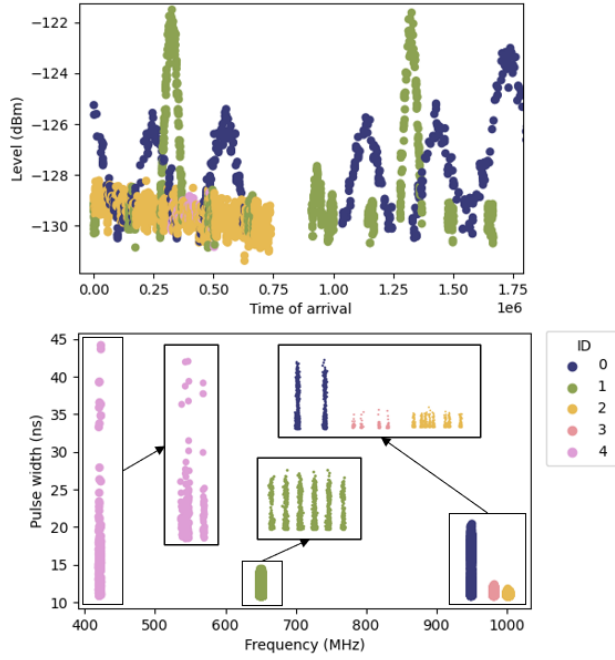 −122
−124
−126
−128
−130
Level (dBm)
0.00 0.25 0.50 0.75 1.00 1.25 1.50 1.75
Time of arrival
1e6
45
40
35
30
25
20
15
10
Pulse width (ns)
400 500 600 700 800 900 1000
Frequency (MHz)
ID
0
1
2
3
4